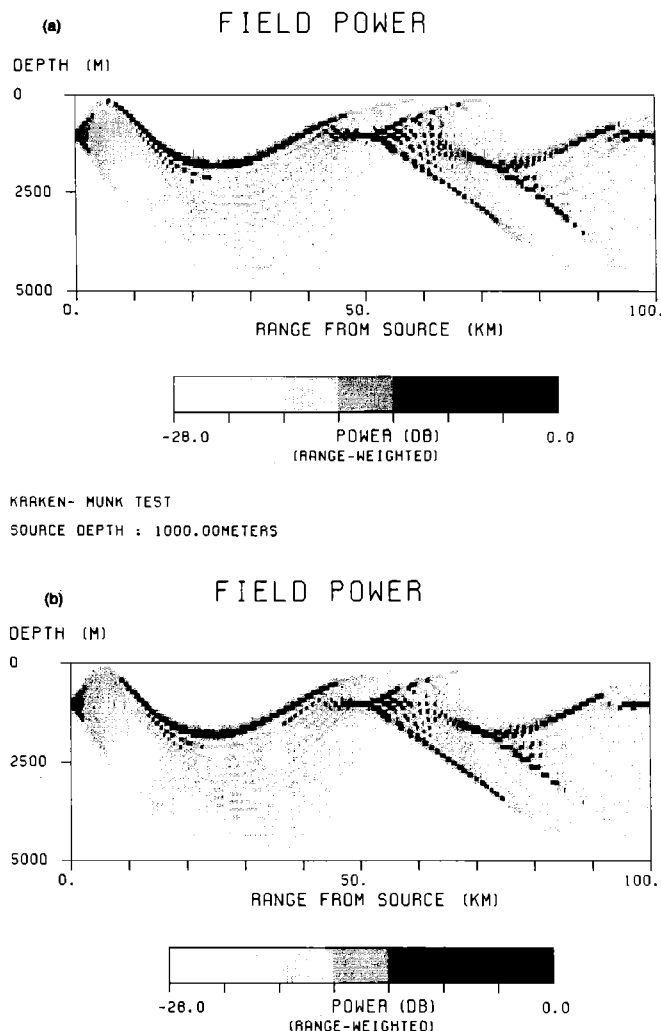 (a) FIELD POWER
DEPTH (M)
0
2500
5000
0. 50. 100.
RANGE FROM SOURCE (KM)
-28.0 POWER (DB) 0.0
(RANGE-WEIGHTED)
KRAKEN- MUNK TEST
SOURCE DEPTH : 1000.00METERS
(b) FIELD POWER
DEPTH (M)
0
2500
5000
0. 50. 100.
RANGE FROM SOURCE (KM)
-28.0 POWER (DB) 0.0
(RANGE-WEIGHTED)